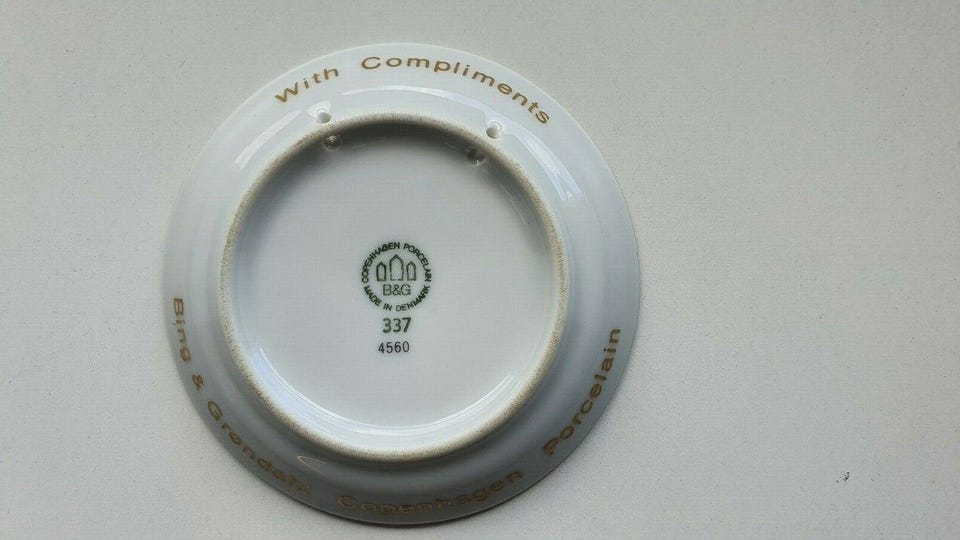 With Compliments
COPENHAGEN PORCELAIN
B&G
MADE IN DENMARK
337
4560
Bing & Grøndahl Copenhagen Porcelain